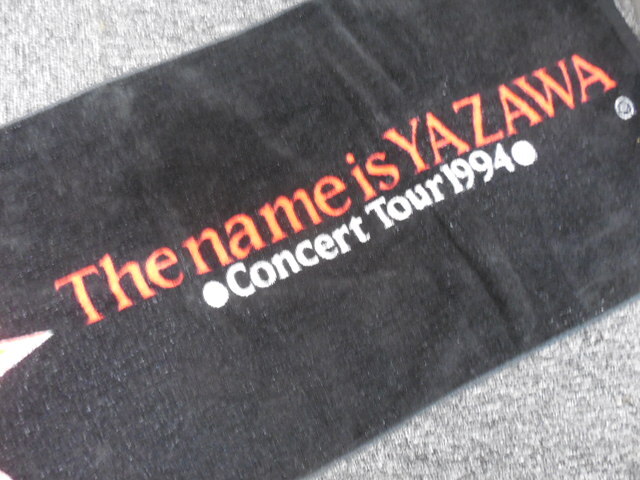 The name is YAZAWA
®
●Concert Tour 1994●